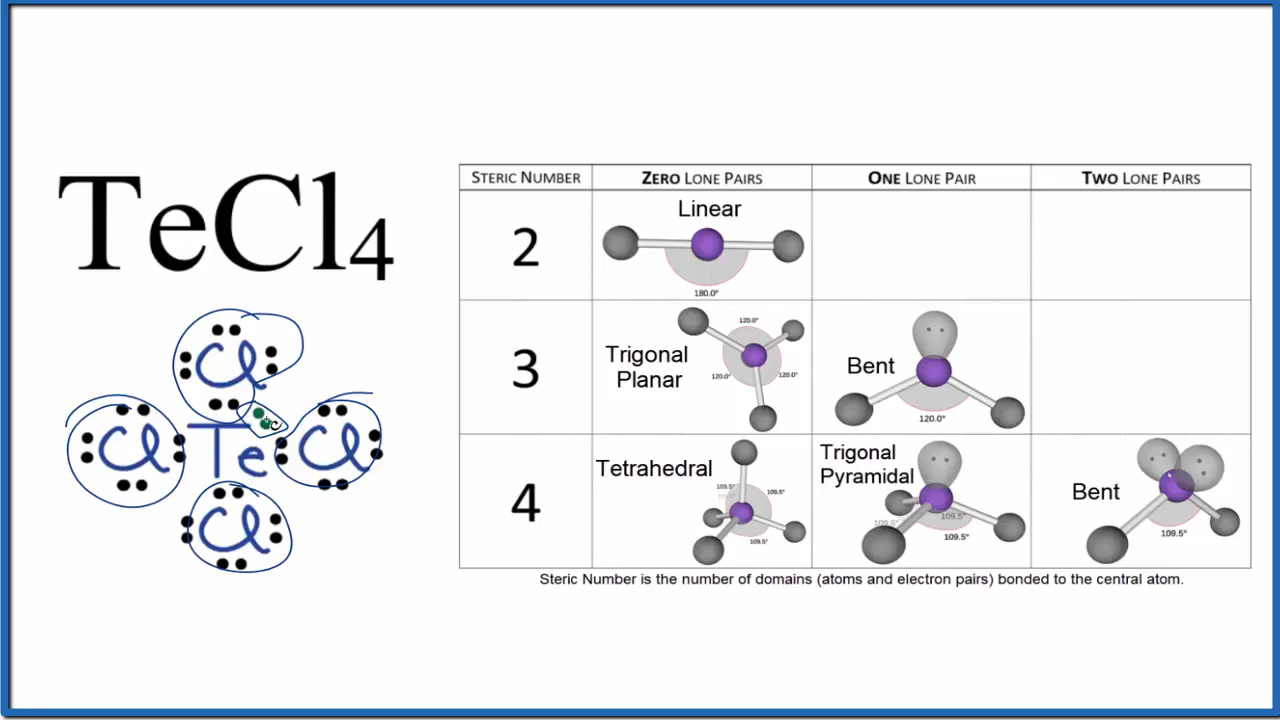 TeCl4
Cl
Cl Te Cl
Cl
STERIC NUMBER ZERO LONE PAIRS ONE LONE PAIR TWO LONE PAIRS
2
Linear
180.0°
3
Trigonal
Planar
120.0°
120.0°
120.0°
Bent
120.0°
4
Tetrahedral
109.5°
109.5°
109.5°
Trigonal
Pyramidal
109.5°
109.5°
109.5°
Bent
109.5°
Steric Number is the number of domains (atoms and electron pairs) bonded to the central atom.